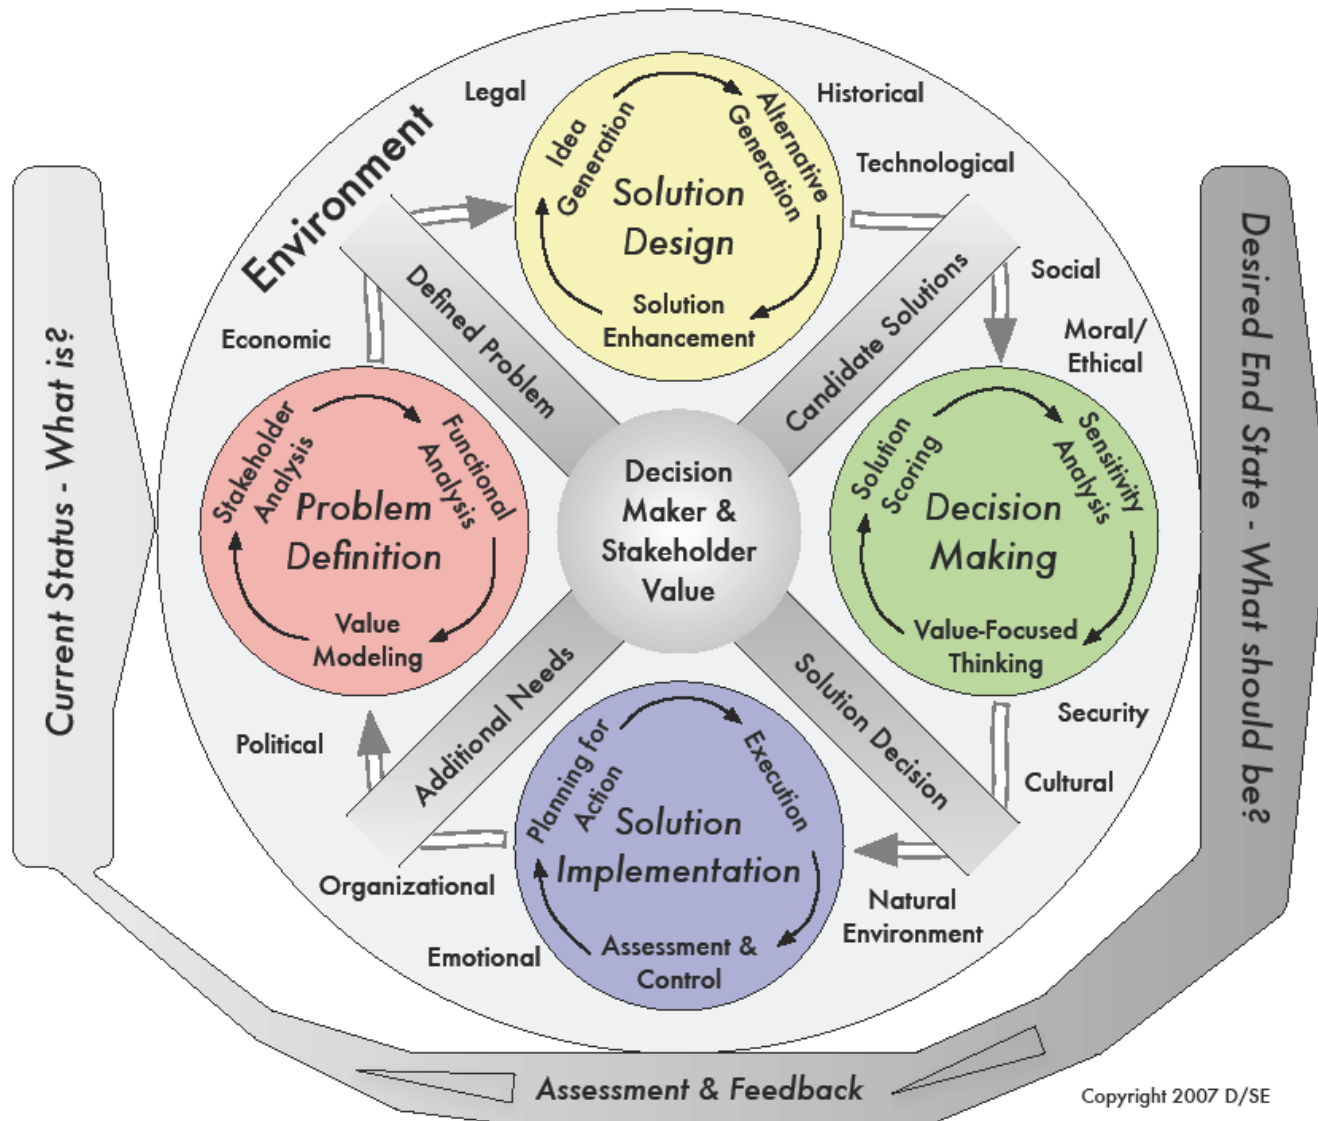 Legal
Historical
Environment
Technological
Idea
Generation
Alternative
Generation
Solution
Design
Solution
Enhancement
Social
Moral/
Ethical
Economic
Defined Problem
Candidate Solutions
Current Status - What is?
Desired End State - What should be?
Stakeholder
Analysis
Functional
Analysis
Problem
Definition
Value
Modeling
Decision
Maker &
Stakeholder
Value
Solution
Scoring
Sensitivity
Analysis
Decision
Making
Value-Focused
Thinking
Additional Needs
Solution Decision
Political
Security
Cultural
Planning for
Action
Execution
Solution
Implementation
Assessment &
Control
Organizational
Emotional
Natural
Environment
Assessment & Feedback
Copyright 2007 D/SE